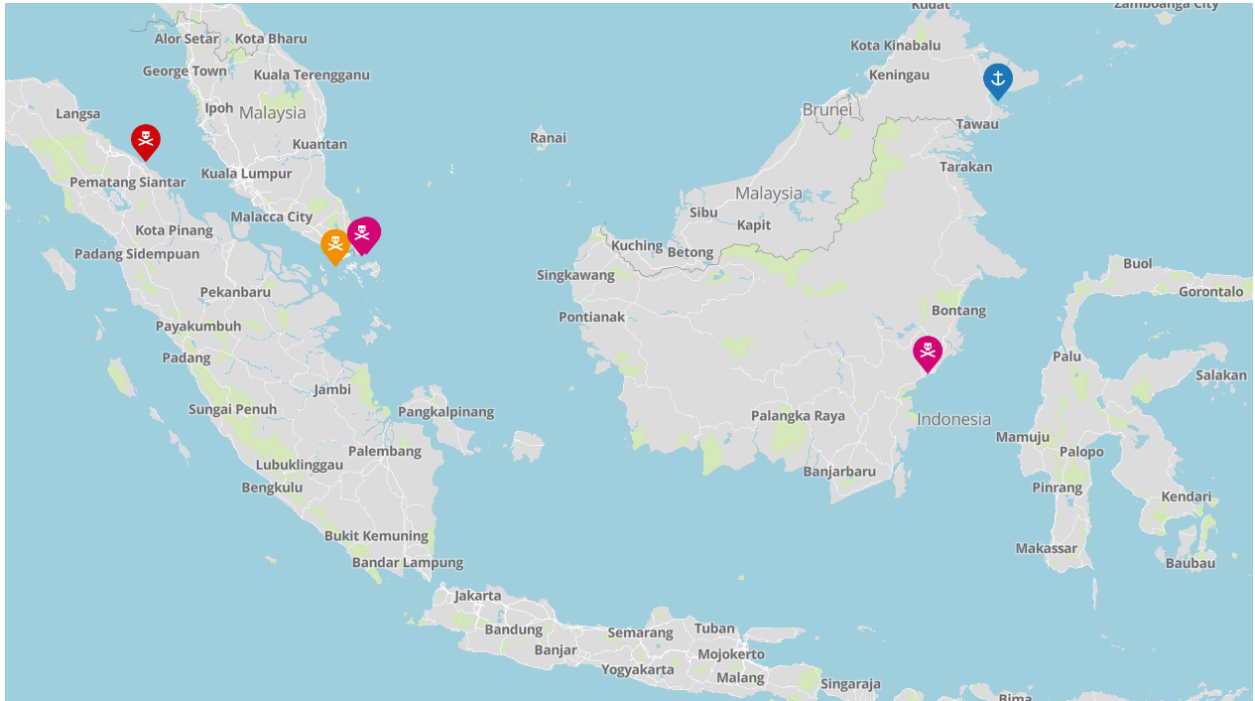 Kudat
Zamboanga City
Alor Setar
Kota Bharu
Kota Kinabalu
George Town
Kuala Terengganu
Keningau
Langsa
Ipoh
Malaysia
Brunei
Tawau
Kuantan
Ranai
Tarakan
Pematang Siantar
Kuala Lumpur
Malaysia
Malacca City
Sibu
Kapit
Kota Pinang
Kuching
Betong
Padang Sidempuan
Singkawang
Buol
Pekanbaru
Gorontalo
Bontang
Pontianak
Payakumbuh
Padang
Palu
Salakan
Jambi
Sungai Penuh
Pangkalpinang
Palangka Raya
Indonesia
Mamuju
Palopo
Palembang
Lubuklinggau
Banjarbaru
Bengkulu
Pinrang
Kendari
Bukit Kemuning
Makassar
Bandar Lampung
Baubau
Jakarta
Bandung
Semarang
Tuban
Banjar
Mojokerto
Yogyakarta
Malang
Singaraja
Bima